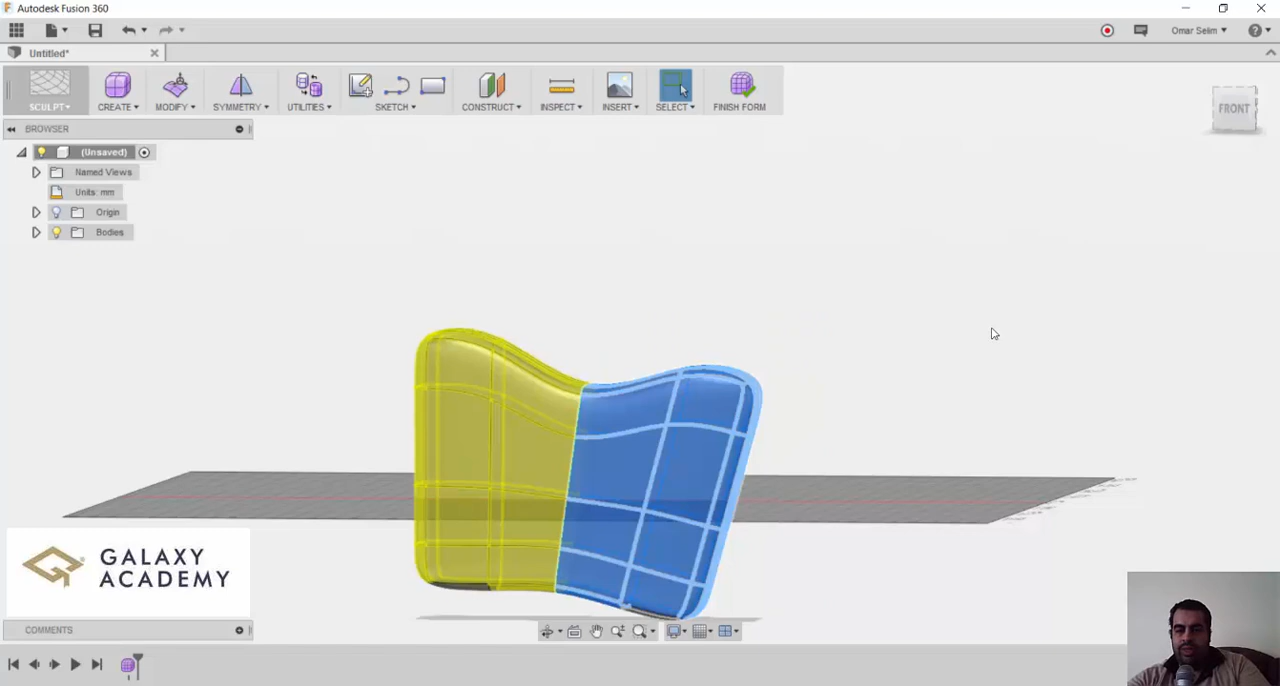 Autodesk Fusion 360
Omar Selim
Untitled*
SCULPT
CREATE
MODIFY
SYMMETRY
UTILITIES
SKETCH
CONSTRUCT
INSPECT
INSERT
SELECT
FINISH FORM
FRONT
BROWSER
(Unsaved)
Named Views
Units: mm
Origin
Bodies
GALAXY
ACADEMY
COMMENTS